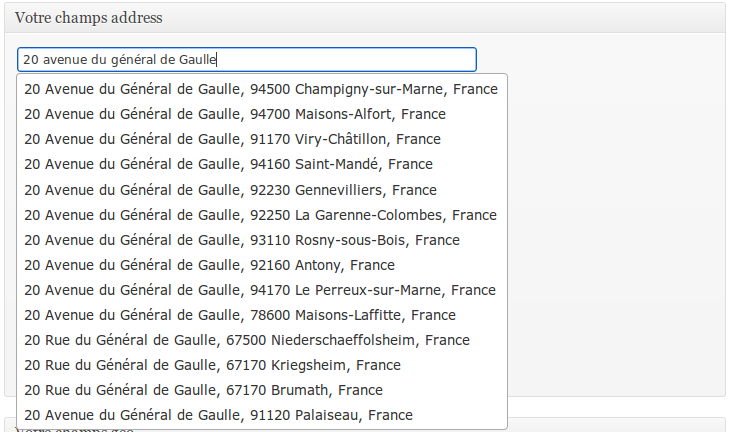 Votre champs address
20 avenue du général de Gaulle
20 Avenue du Général de Gaulle, 94500 Champigny-sur-Marne, France
20 Avenue du Général de Gaulle, 94700 Maisons-Alfort, France
20 Avenue du Général de Gaulle, 91170 Viry-Châtillon, France
20 Avenue du Général de Gaulle, 94160 Saint-Mandé, France
20 Avenue du Général de Gaulle, 92230 Gennevilliers, France
20 Avenue du Général de Gaulle, 92250 La Garenne-Colombes, France
20 Avenue du Général de Gaulle, 93110 Rosny-sous-Bois, France
20 Avenue du Général de Gaulle, 92160 Antony, France
20 Avenue du Général de Gaulle, 94170 Le Perreux-sur-Marne, France
20 Avenue du Général de Gaulle, 78600 Maisons-Laffitte, France
20 Rue du Général de Gaulle, 67500 Niederschaeffolsheim, France
20 Rue du Général de Gaulle, 67170 Kriegsheim, France
20 Rue du Général de Gaulle, 67170 Brumath, France
20 Avenue du Général de Gaulle, 91120 Palaiseau, France
Votre champs geo